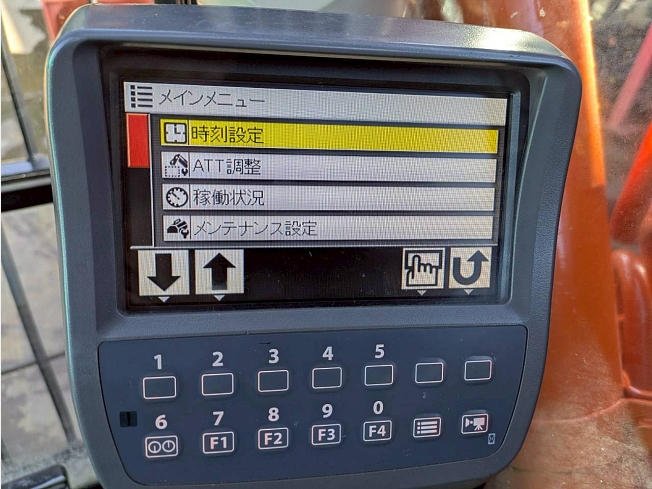 メインメニュー
時刻設定
ATT調整
稼働状況
メンテナンス設定
1 2 3 4 5
6 7 8 9 0
F1 F2 F3 F4